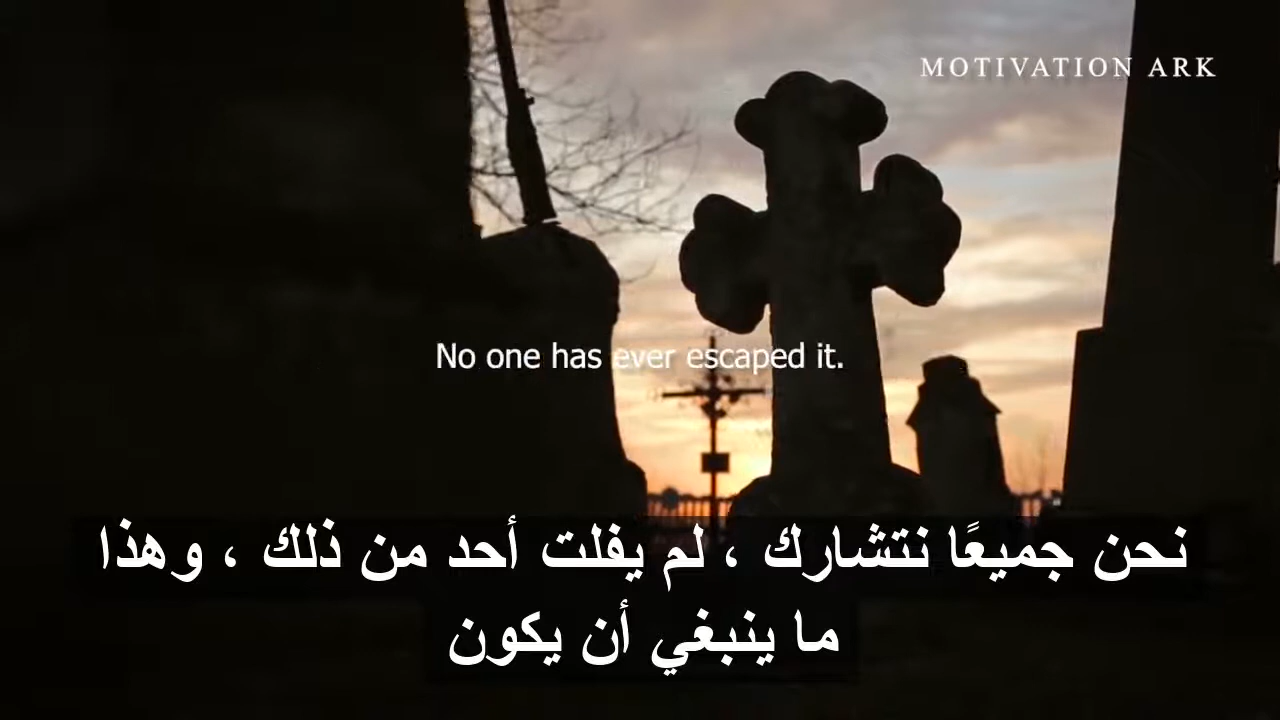 MOTIVATION ARK
No one has ever escaped it.
نحن جميعًا نتشارك ، لم يفلت أحد من ذلك ، وهذا
ما ينبغي أن يكون